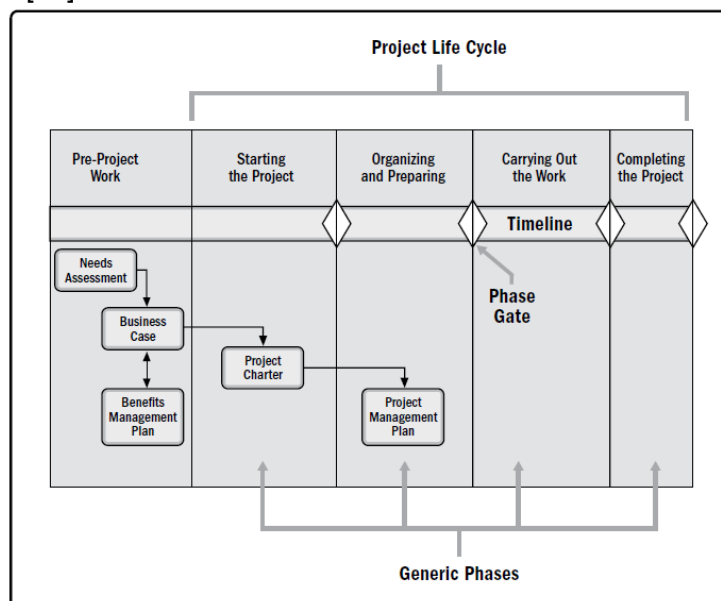 Project Life Cycle
Pre-Project
Work
Starting
the Project
Organizing
and Preparing
Carrying Out
the Work
Completing
the Project
Timeline
Needs
Assessment
Phase
Gate
Business
Case
Project
Charter
Benefits
Management
Plan
Project
Management
Plan
Generic Phases